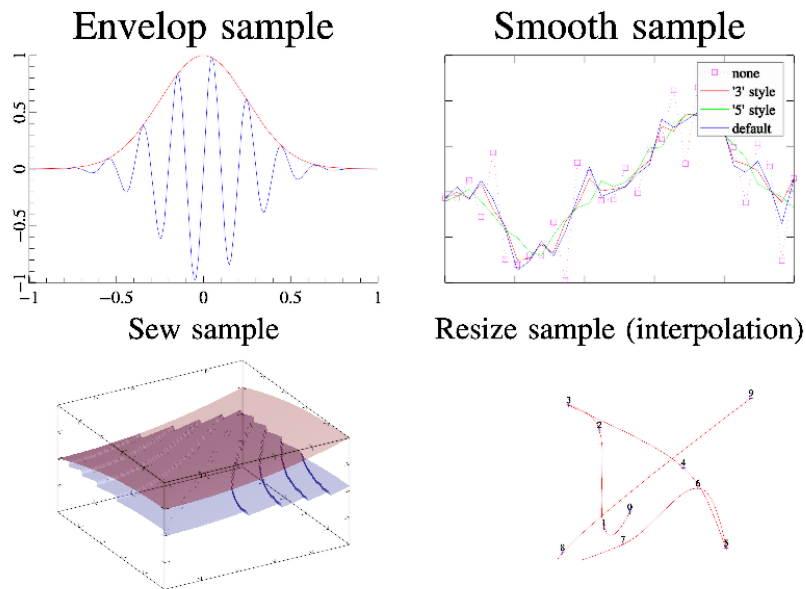 Envelop sample
Smooth sample
1
0.5
0
−0.5
−1
−1
−0.5
0
0.5
1
none
'3' style
'5' style
default
Sew sample
Resize sample (interpolation)
3
9
2
4
6
0
1
7
8
5